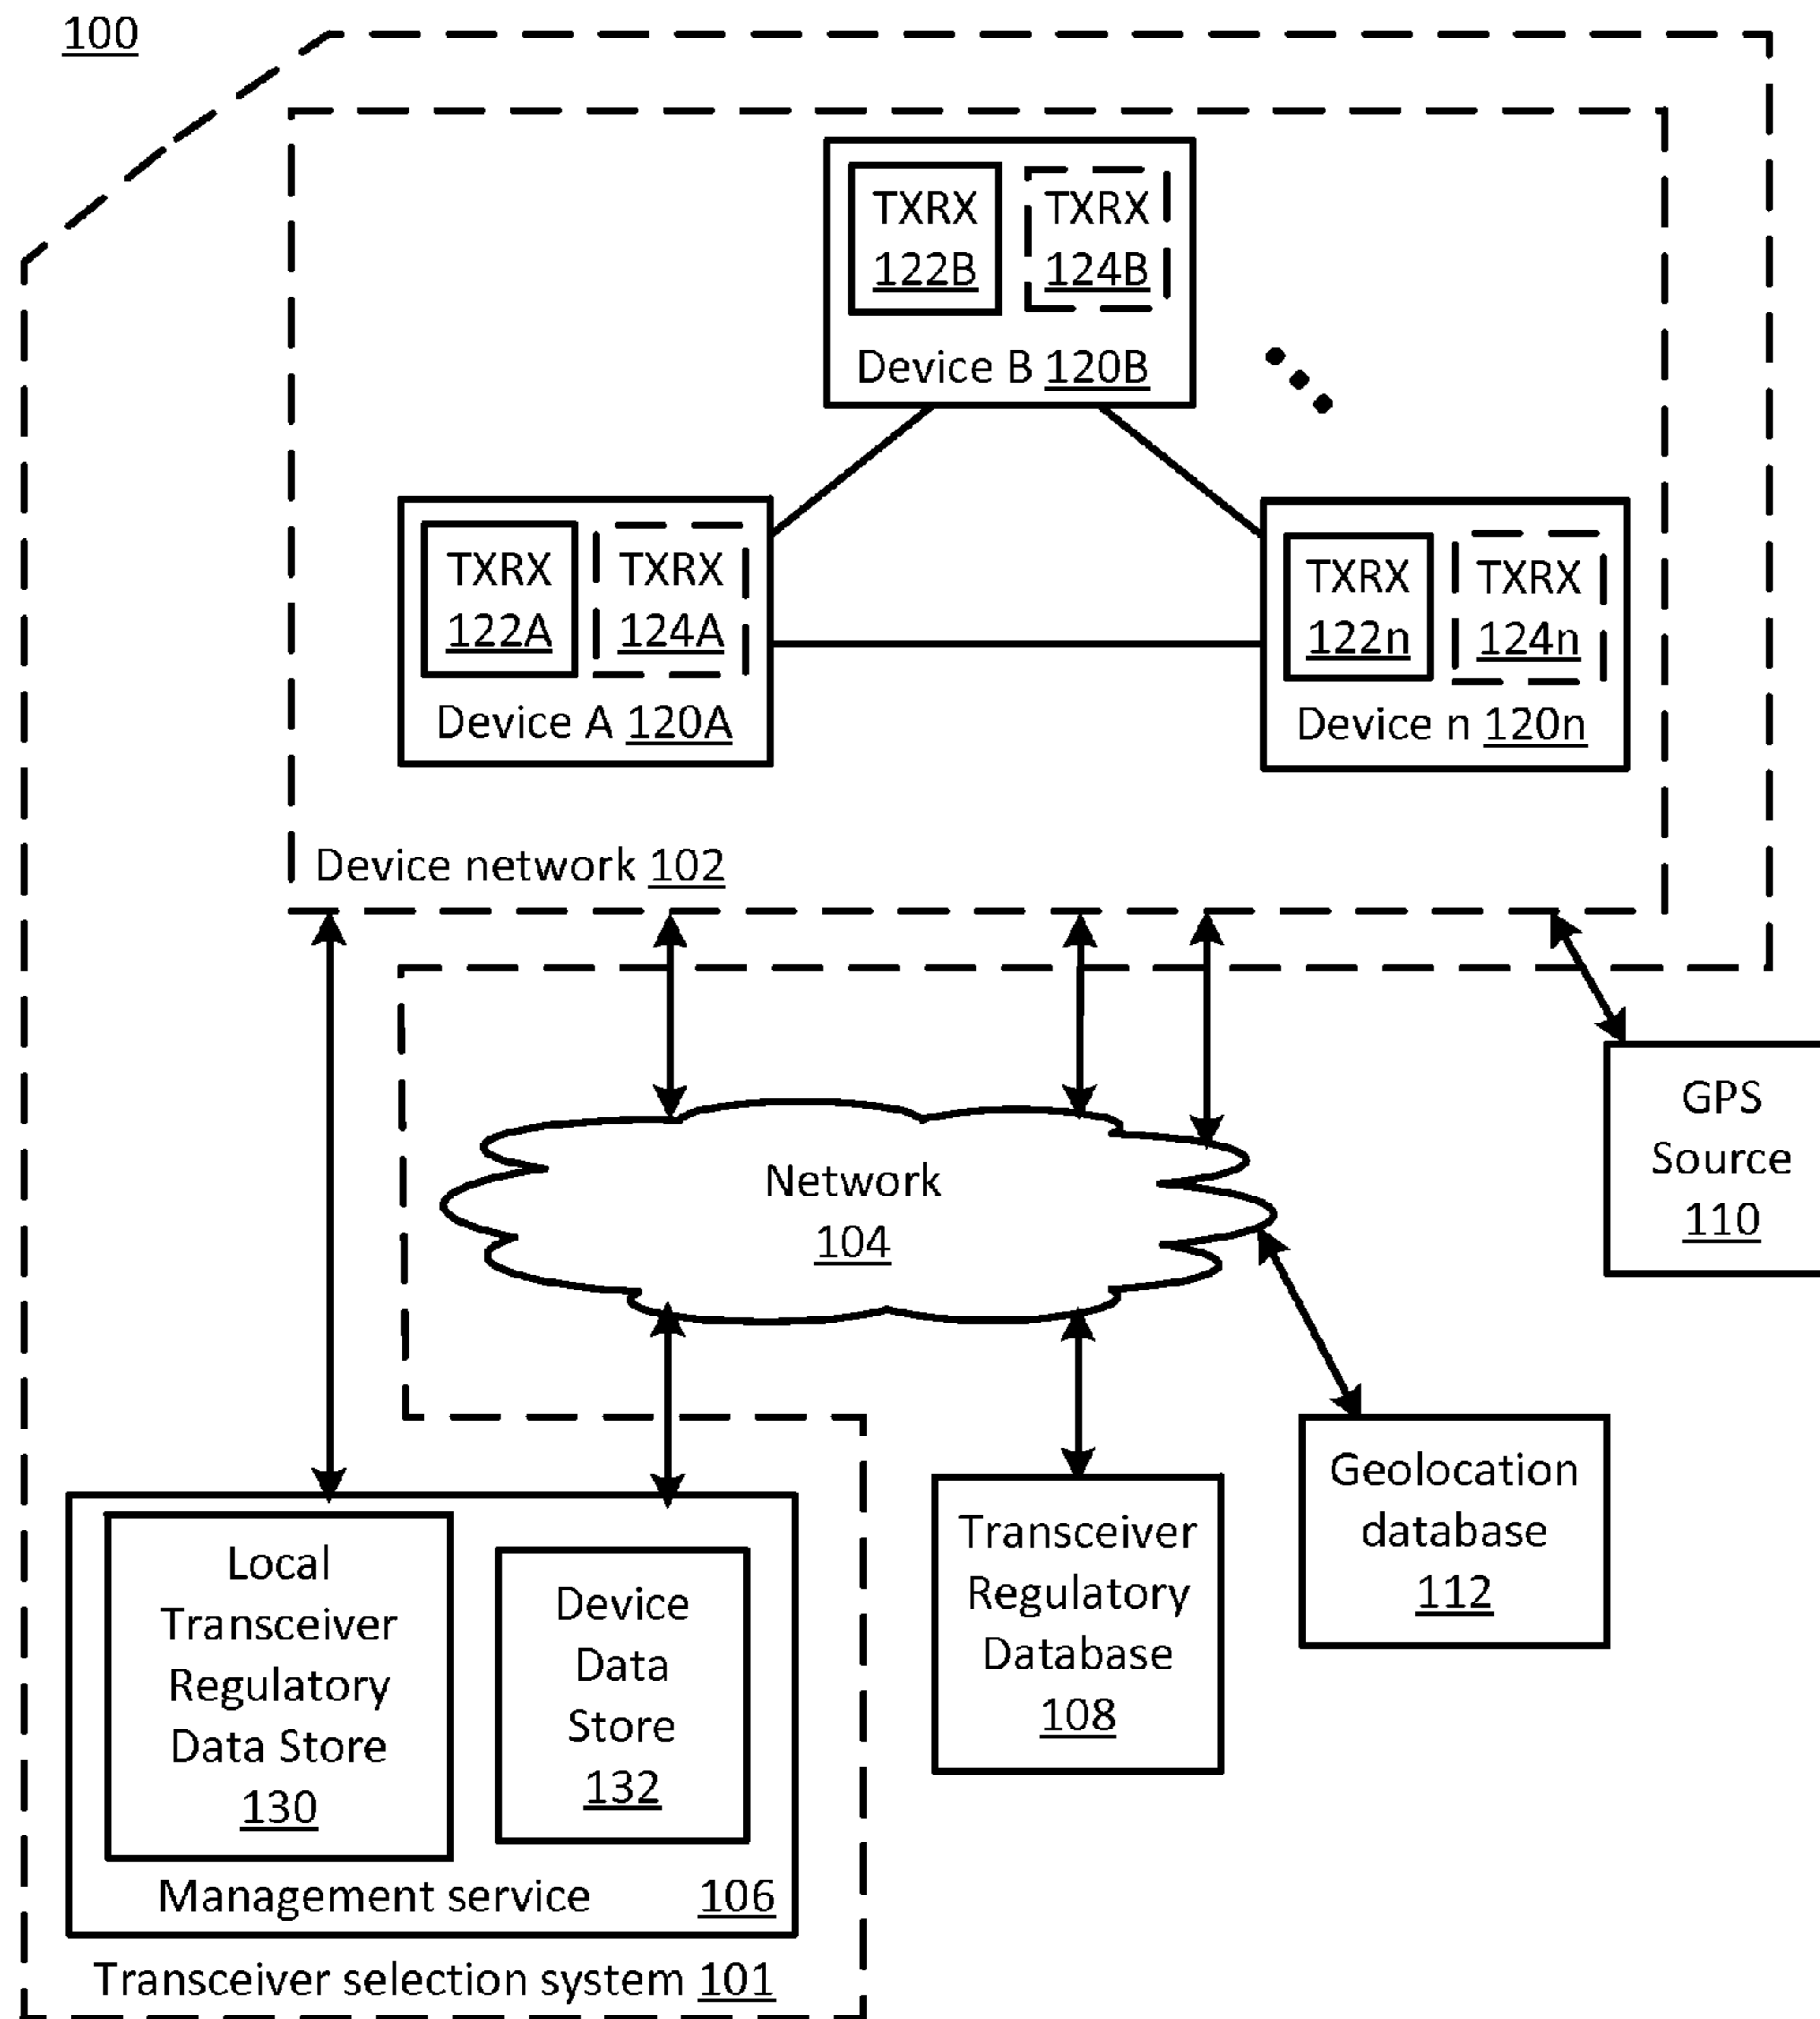 100
TXRX
122B
TXRX
124B
Device B 120B
TXRX
122A
TXRX
124A
Device A 120A
TXRX
122n
TXRX
124n
Device n 120n
Device network 102
GPS
Source
110
Network
104
Local
Transceiver
Regulatory
Data Store
130
Device
Data
Store
132
Management service 106
Transceiver selection system 101
Transceiver
Regulatory
Database
108
Geolocation
database
112